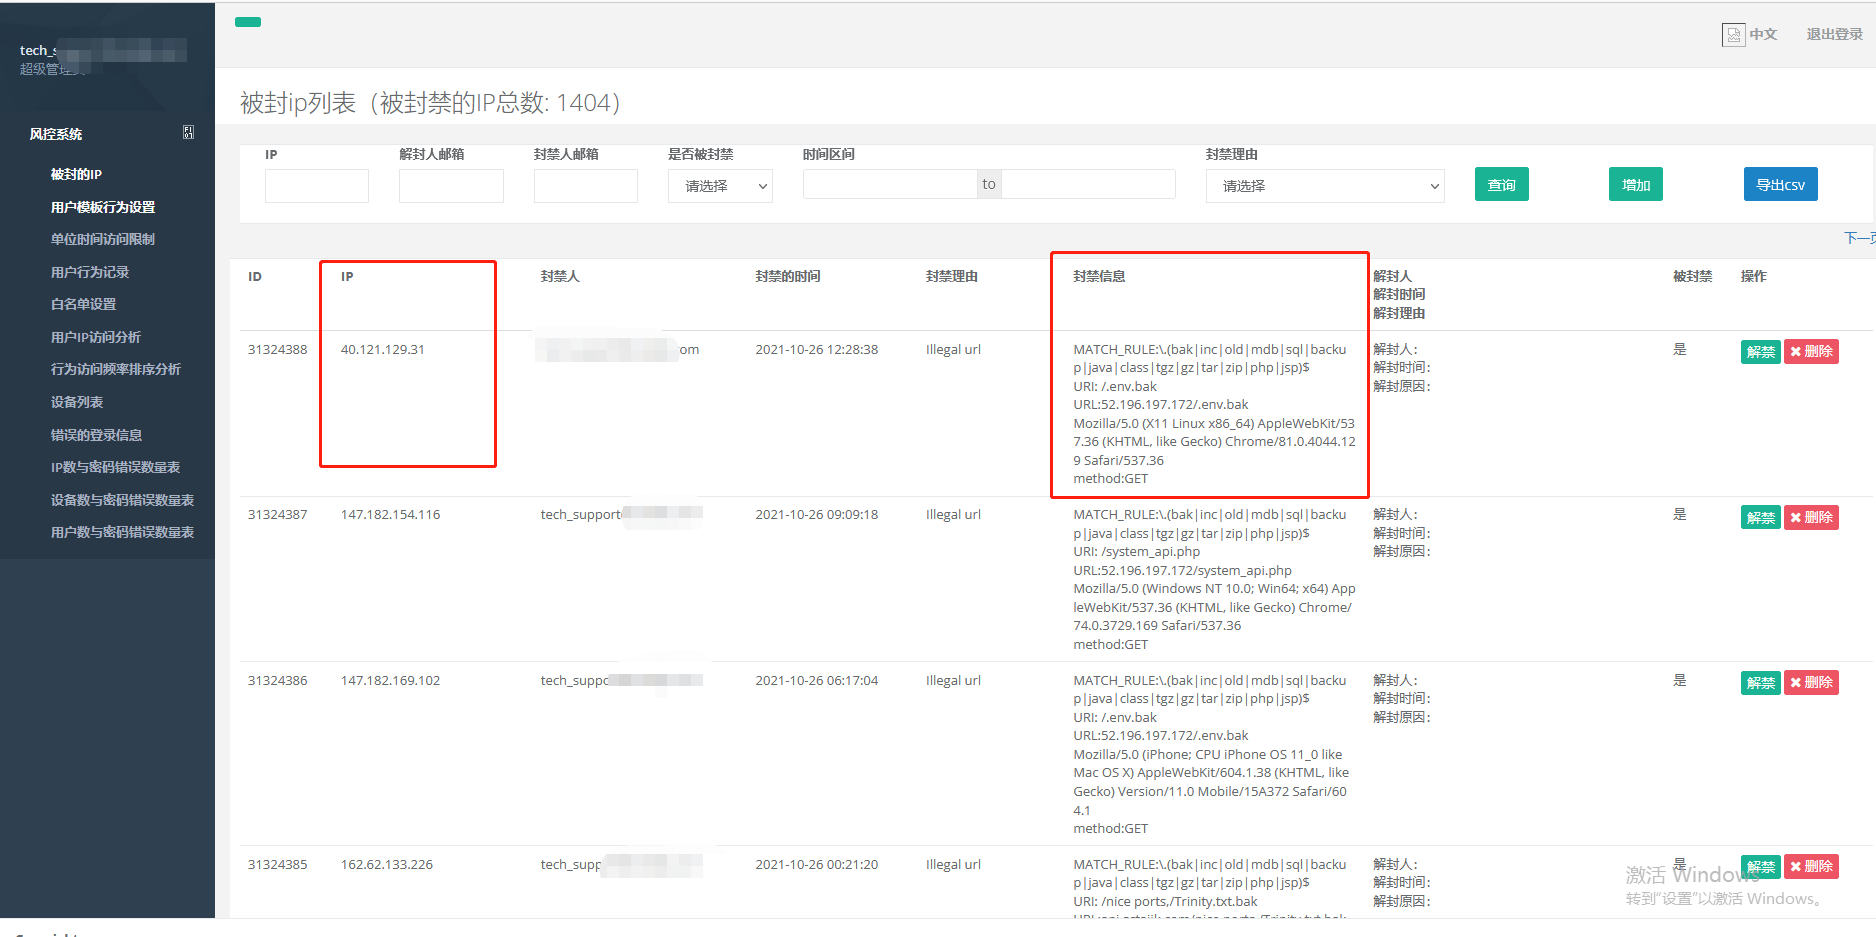 tech_s
超级管理
中文
退出登录
风控系统
被封的IP
用户模板行为设置
单位时间访问限制
用户行为记录
白名单设置
用户IP访问分析
行为访问频率排序分析
设备列表
错误的登录信息
IP数与密码错误数量表
设备数与密码错误数量表
用户数与密码错误数量表
被封ip列表（被封禁的IP总数: 1404）
IP 解封人邮箱 封禁人邮箱 是否被封禁 时间区间 封禁理由
请选择 to 请选择 查询 增加 导出csv
下一页
ID IP 封禁人 封禁的时间 封禁理由 封禁信息 解封人 被封禁 操作
解封时间
解封理由
31324388 40.121.129.31 om 2021-10-26 12:28:38 Illegal url MATCH_RULE:\.(bak|inc|old|mdb|sql|backu 解封人: 是 解禁 ✖ 删除
p|java|class|tgz|gz|tar|zip|php|jsp)$ 解封时间:
URI: /.env.bak 解封原因:
URL:52.196.197.172/.env.bak
Mozilla/5.0 (X11 Linux x86_64) AppleWebKit/53
7.36 (KHTML, like Gecko) Chrome/81.0.4044.12
9 Safari/537.36
method:GET
31324387 147.182.154.116 tech_support 2021-10-26 09:09:18 Illegal url MATCH_RULE:\.(bak|inc|old|mdb|sql|backu 解封人: 是 解禁 ✖ 删除
p|java|class|tgz|gz|tar|zip|php|jsp)$ 解封时间:
URI: /system_api.php 解封原因:
URL:52.196.197.172/system_api.php
Mozilla/5.0 (Windows NT 10.0; Win64; x64) App
leWebKit/537.36 (KHTML, like Gecko) Chrome/
74.0.3729.169 Safari/537.36
method:GET
31324386 147.182.169.102 tech_suppo 2021-10-26 06:17:04 Illegal url MATCH_RULE:\.(bak|inc|old|mdb|sql|backu 解封人: 是 解禁 ✖ 删除
p|java|class|tgz|gz|tar|zip|php|jsp)$ 解封时间:
URI: /.env.bak 解封原因:
URL:52.196.197.172/.env.bak
Mozilla/5.0 (iPhone; CPU iPhone OS 11_0 like
Mac OS X) AppleWebKit/604.1.38 (KHTML, like
Gecko) Version/11.0 Mobile/15A372 Safari/60
4.1
method:GET
31324385 162.62.133.226 tech_supp 2021-10-26 00:21:20 Illegal url MATCH_RULE:\.(bak|inc|old|mdb|sql|backu 解封人: 是 解禁 ✖ 删除
p|java|class|tgz|gz|tar|zip|php|jsp)$ 解封时间:
URI: /nice ports,/Trinity.txt.bak 解封原因:
激活 Windows
转到"设置"以激活 Windows。